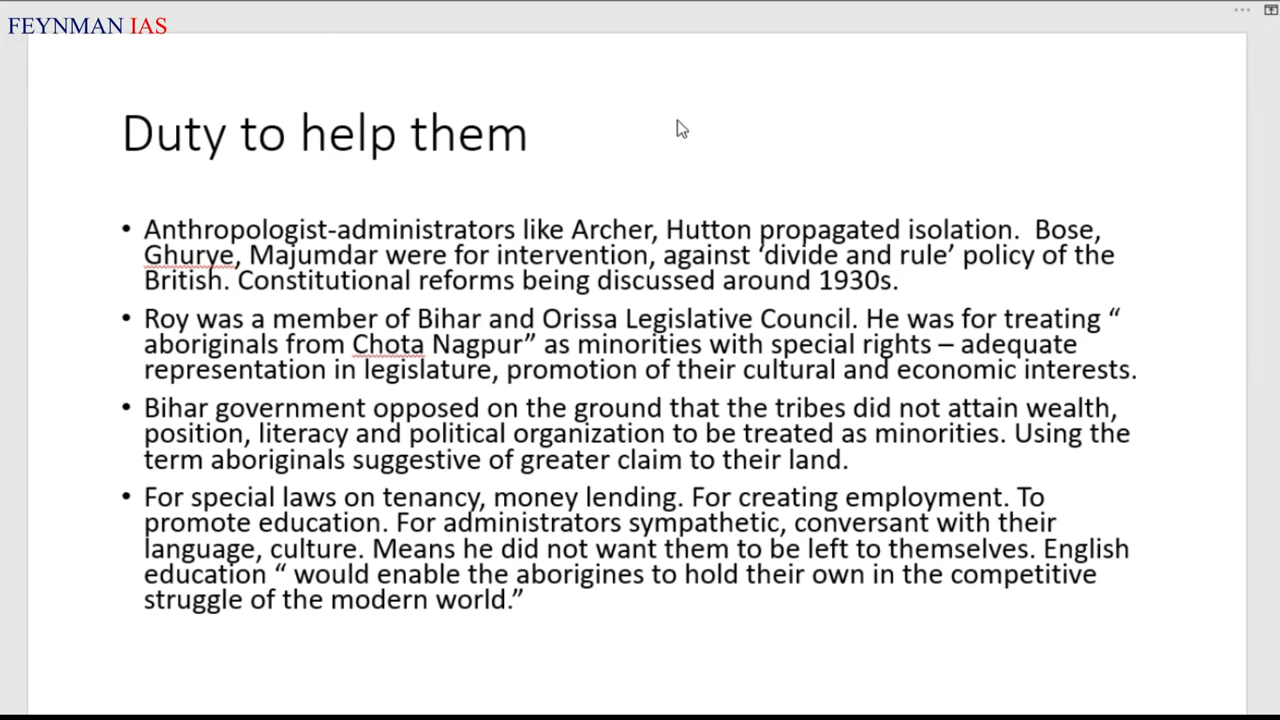 FEYNMAN IAS
Duty to help them
• Anthropologist-administrators like Archer, Hutton propagated isolation.  Bose,
Ghurye, Majumdar were for intervention, against ‘divide and rule’ policy of the
British. Constitutional reforms being discussed around 1930s.
• Roy was a member of Bihar and Orissa Legislative Council. He was for treating “
aboriginals from Chota Nagpur” as minorities with special rights – adequate
representation in legislature, promotion of their cultural and economic interests.
• Bihar government opposed on the ground that the tribes did not attain wealth,
position, literacy and political organization to be treated as minorities. Using the
term aboriginals suggestive of greater claim to their land.
• For special laws on tenancy, money lending. For creating employment. To
promote education. For administrators sympathetic, conversant with their
language, culture. Means he did not want them to be left to themselves. English
education “ would enable the aborigines to hold their own in the competitive
struggle of the modern world.”